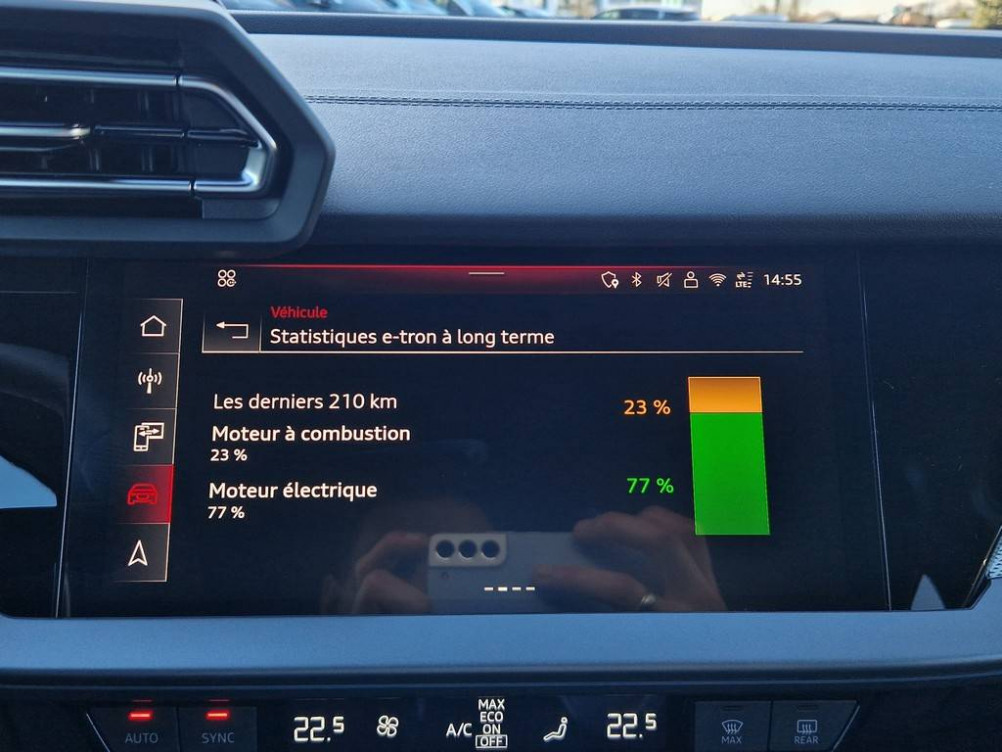 LTE
14:55
Véhicule
Statistiques e-tron à long terme
Les derniers 210 km
23 %
Moteur à combustion
23 %
Moteur électrique
77 %
77 %
AUTO
SYNC
22.5
A/C
MAX
ECO
ON
OFF
22.5
MAX
REAR